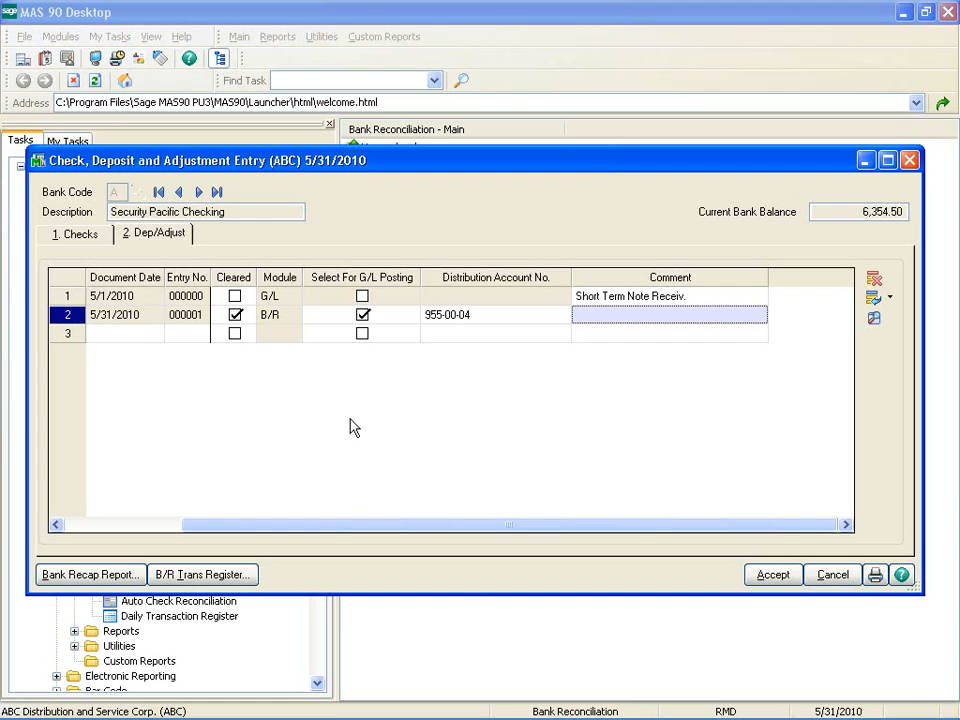 sage MAS 90 Desktop
File Modules My Tasks View Help Main Reports Utilities Custom Reports
Find Task
Address C:\Program Files\Sage MAS90 PU3\MAS90\Launcher\html\welcome.html
Tasks My Tasks
Bank Reconciliation - Main
Check, Deposit and Adjustment Entry (ABC) 5/31/2010
Bank Code A
Description Security Pacific Checking Current Bank Balance 6,354.50
1. Checks 2. Dep/Adjust
Document Date Entry No. Cleared Module Select For G/L Posting Distribution Account No. Comment
1 5/1/2010 000000 G/L Short Term Note Receiv.
2 5/31/2010 000001 B/R 955-00-04
3
Bank Recap Report... B/R Trans Register... Accept Cancel
Auto Check Reconciliation
Daily Transaction Register
Reports
Utilities
Custom Reports
Electronic Reporting
Bar Code
ABC Distribution and Service Corp. (ABC) Bank Reconciliation RMD 5/31/2010